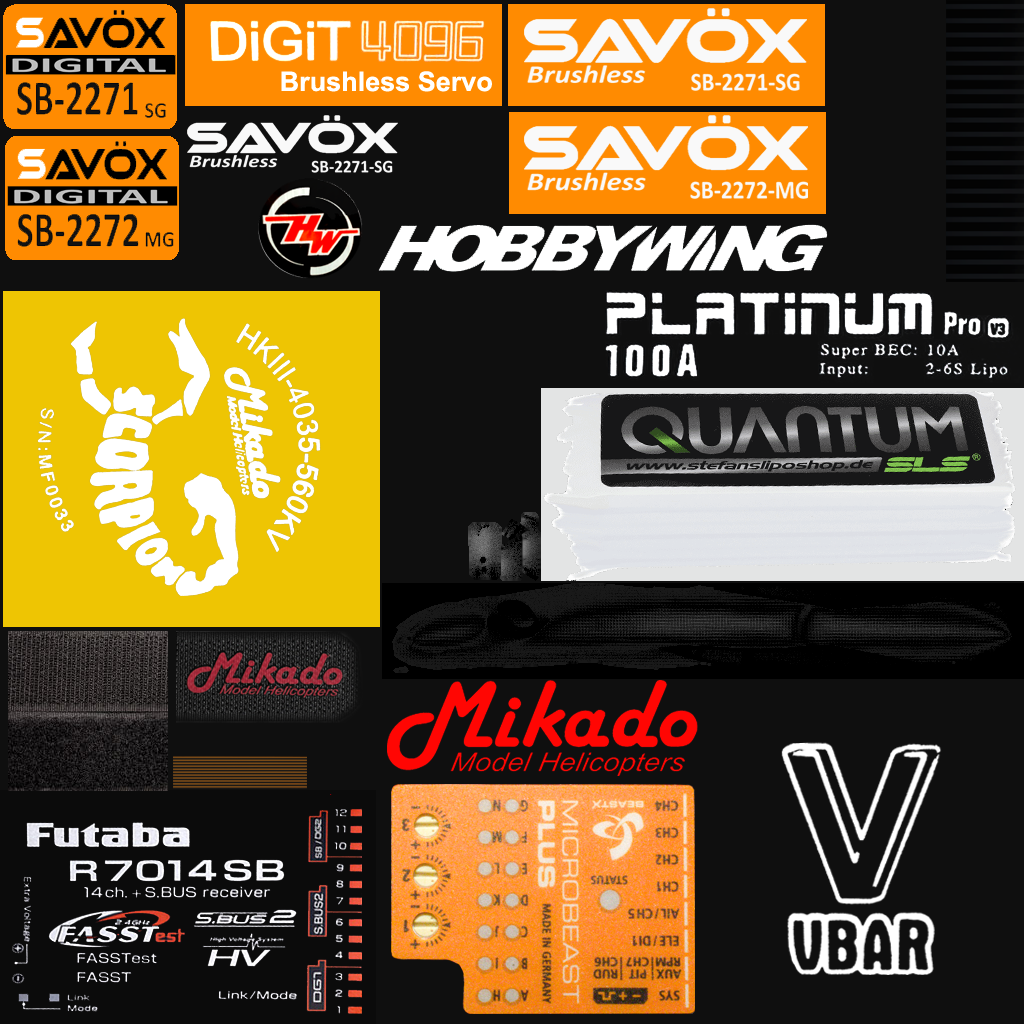 SAVÖX
DIGITAL
SB-2271 SG
DiGiT 4096
Brushless Servo
SAVÖX
Brushless
SB-2271-SG
SAVÖX
Brushless
SB-2271-SG
SAVÖX
DIGITAL
SB-2272 MG
SAVÖX
Brushless
SB-2272-MG
HW
HOBBYWING
PLATiNUM Pro V3
100A
Super BEC: 10A
Input: 2-6S Lipo
QUANTUM
www.stefansliposhop.de SLS®
HKIII-4035-560KV
Mikado
Model Helicopters
SCORPION
S/N:MF0033
Mikado
Model Helicopters
Mikado
Model Helicopters
Futaba
R7014SB
14ch. + S.BUS receiver
2.4GHz
FASSTest
S.BUS2
High Voltage System
HV
FASSTest
FASST
Link/Mode
Link
Mode
Extra Voltage
SB/DG2
S.BUS2
DG1
12
11
10
9
8
7
6
5
4
3
2
1
BEASTX
MICROBEAST
PLUS
MADE IN GERMANY
STATUS
CH4
CH3
CH2
CH1
AIL/CH5
ELE/DI1
RPM|CH7|CH6
AUX|PIT|RUD
SYS
G N
F M
E L
D K
C J
B I
A H
3
2
1
V
VBAR